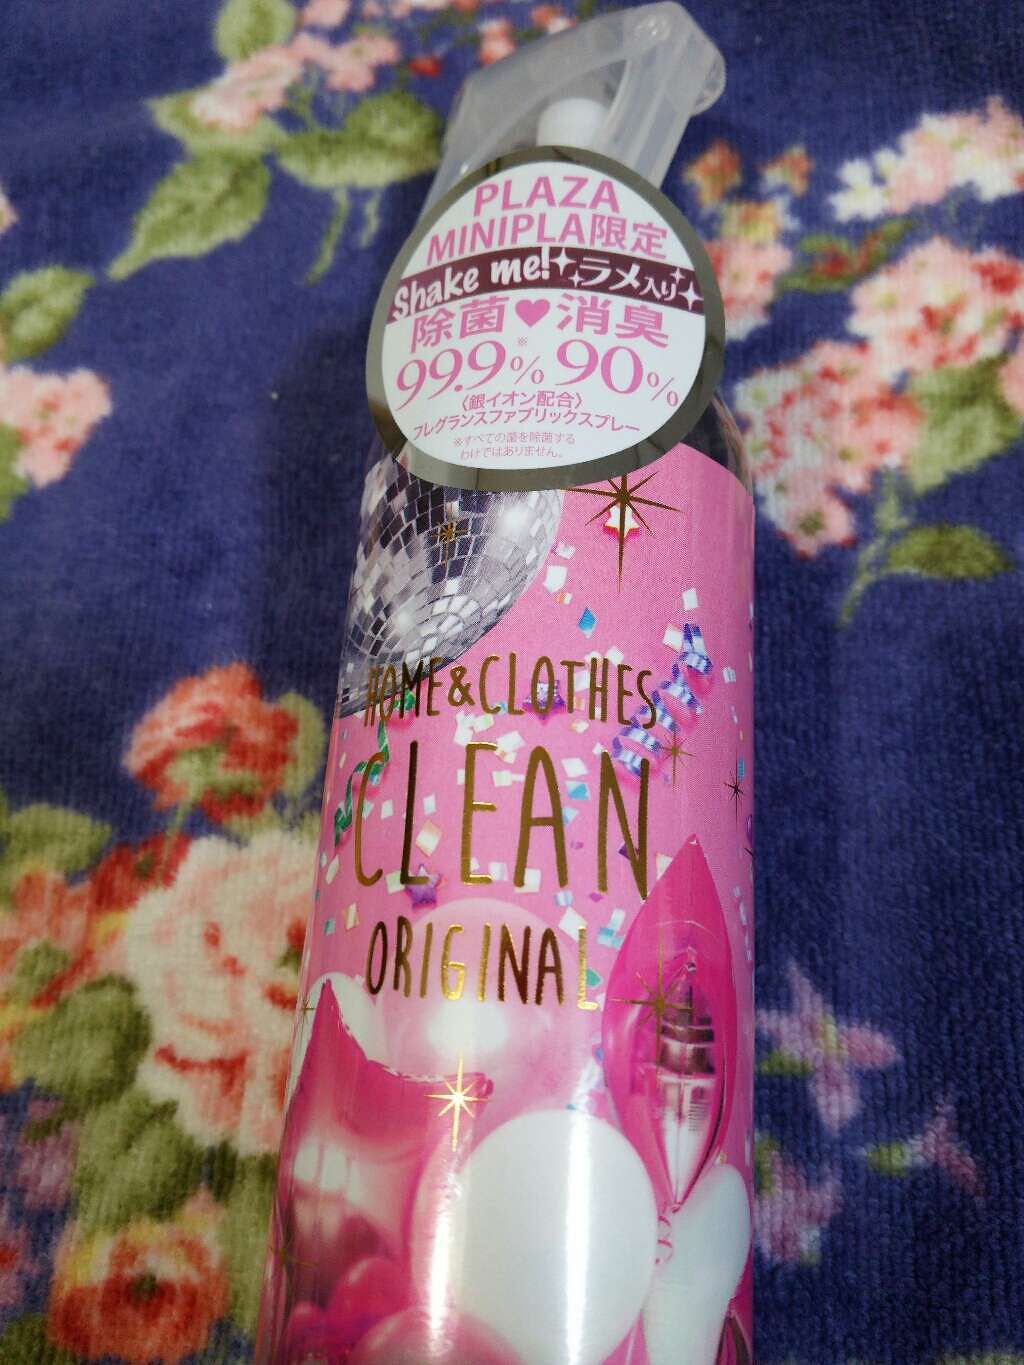 PLAZA
MINIPLA限定
Shake me! ラメ入り
除菌♥消臭
99.9%※ 90%
〈銀イオン配合〉
フレグランスファブリックスプレー
※すべての菌を除菌する
わけではありません。
HOME&CLOTHES
CLEAN
ORIGINAL